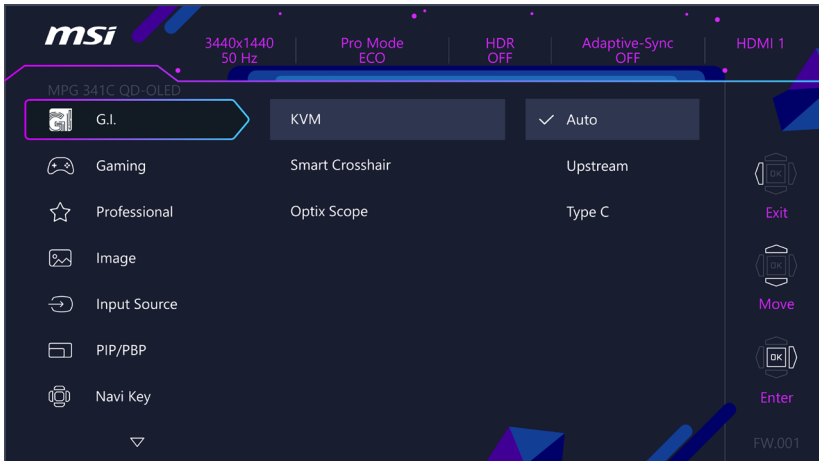 msi
3440x1440
50 Hz
Pro Mode
ECO
HDR
OFF
Adaptive-Sync
OFF
HDMI 1
MPG 341C QD-OLED
G.I.
KVM
Auto
Gaming
Smart Crosshair
Upstream
Professional
Optix Scope
Type C
Image
Input Source
PIP/PBP
Navi Key
OK
Exit
OK
Move
OK
Enter
FW.001